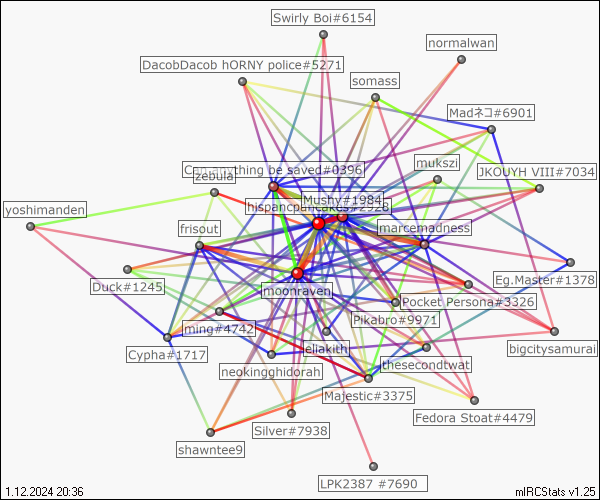 Swirly Boi#6154
normalwan
DacobDacob hORNY police#5271
somass
Madネコ#6901
mukszi
Can anything be saved#0396
JKOUYH VIII#7034
zebula
Mushy#1984
hispanicpancakes#2928
yoshimanden
frisout
marcemadness
Duck#1245
moonraven
Eg.Master#1378
Pocket Persona#3326
Pikabro#9971
ming#4742
eliakith
bigcitysamurai
Cypha#1717
thesecondtwat
neokingghidorah
Majestic#3375
Fedora Stoat#4479
Silver#7938
shawntee9
LPK2387 #7690
1.12.2024 20:36
mIRCStats v1.25